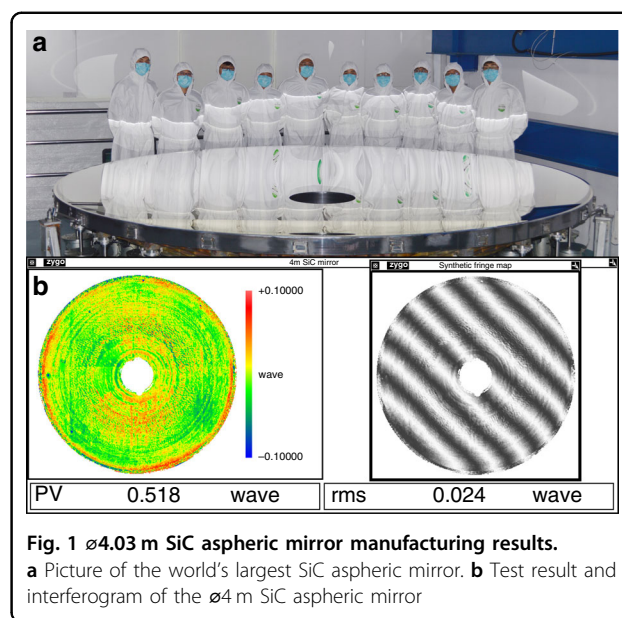 a
b
zygo
4m SiC mirror
zygo
Synthetic fringe map
+0.10000
wave
−0.10000
PV 0.518 wave
rms 0.024 wave
Fig. 1 ⌀4.03 m SiC aspheric mirror manufacturing results.
a Picture of the world's largest SiC aspheric mirror. b Test result and
interferogram of the ⌀4 m SiC aspheric mirror